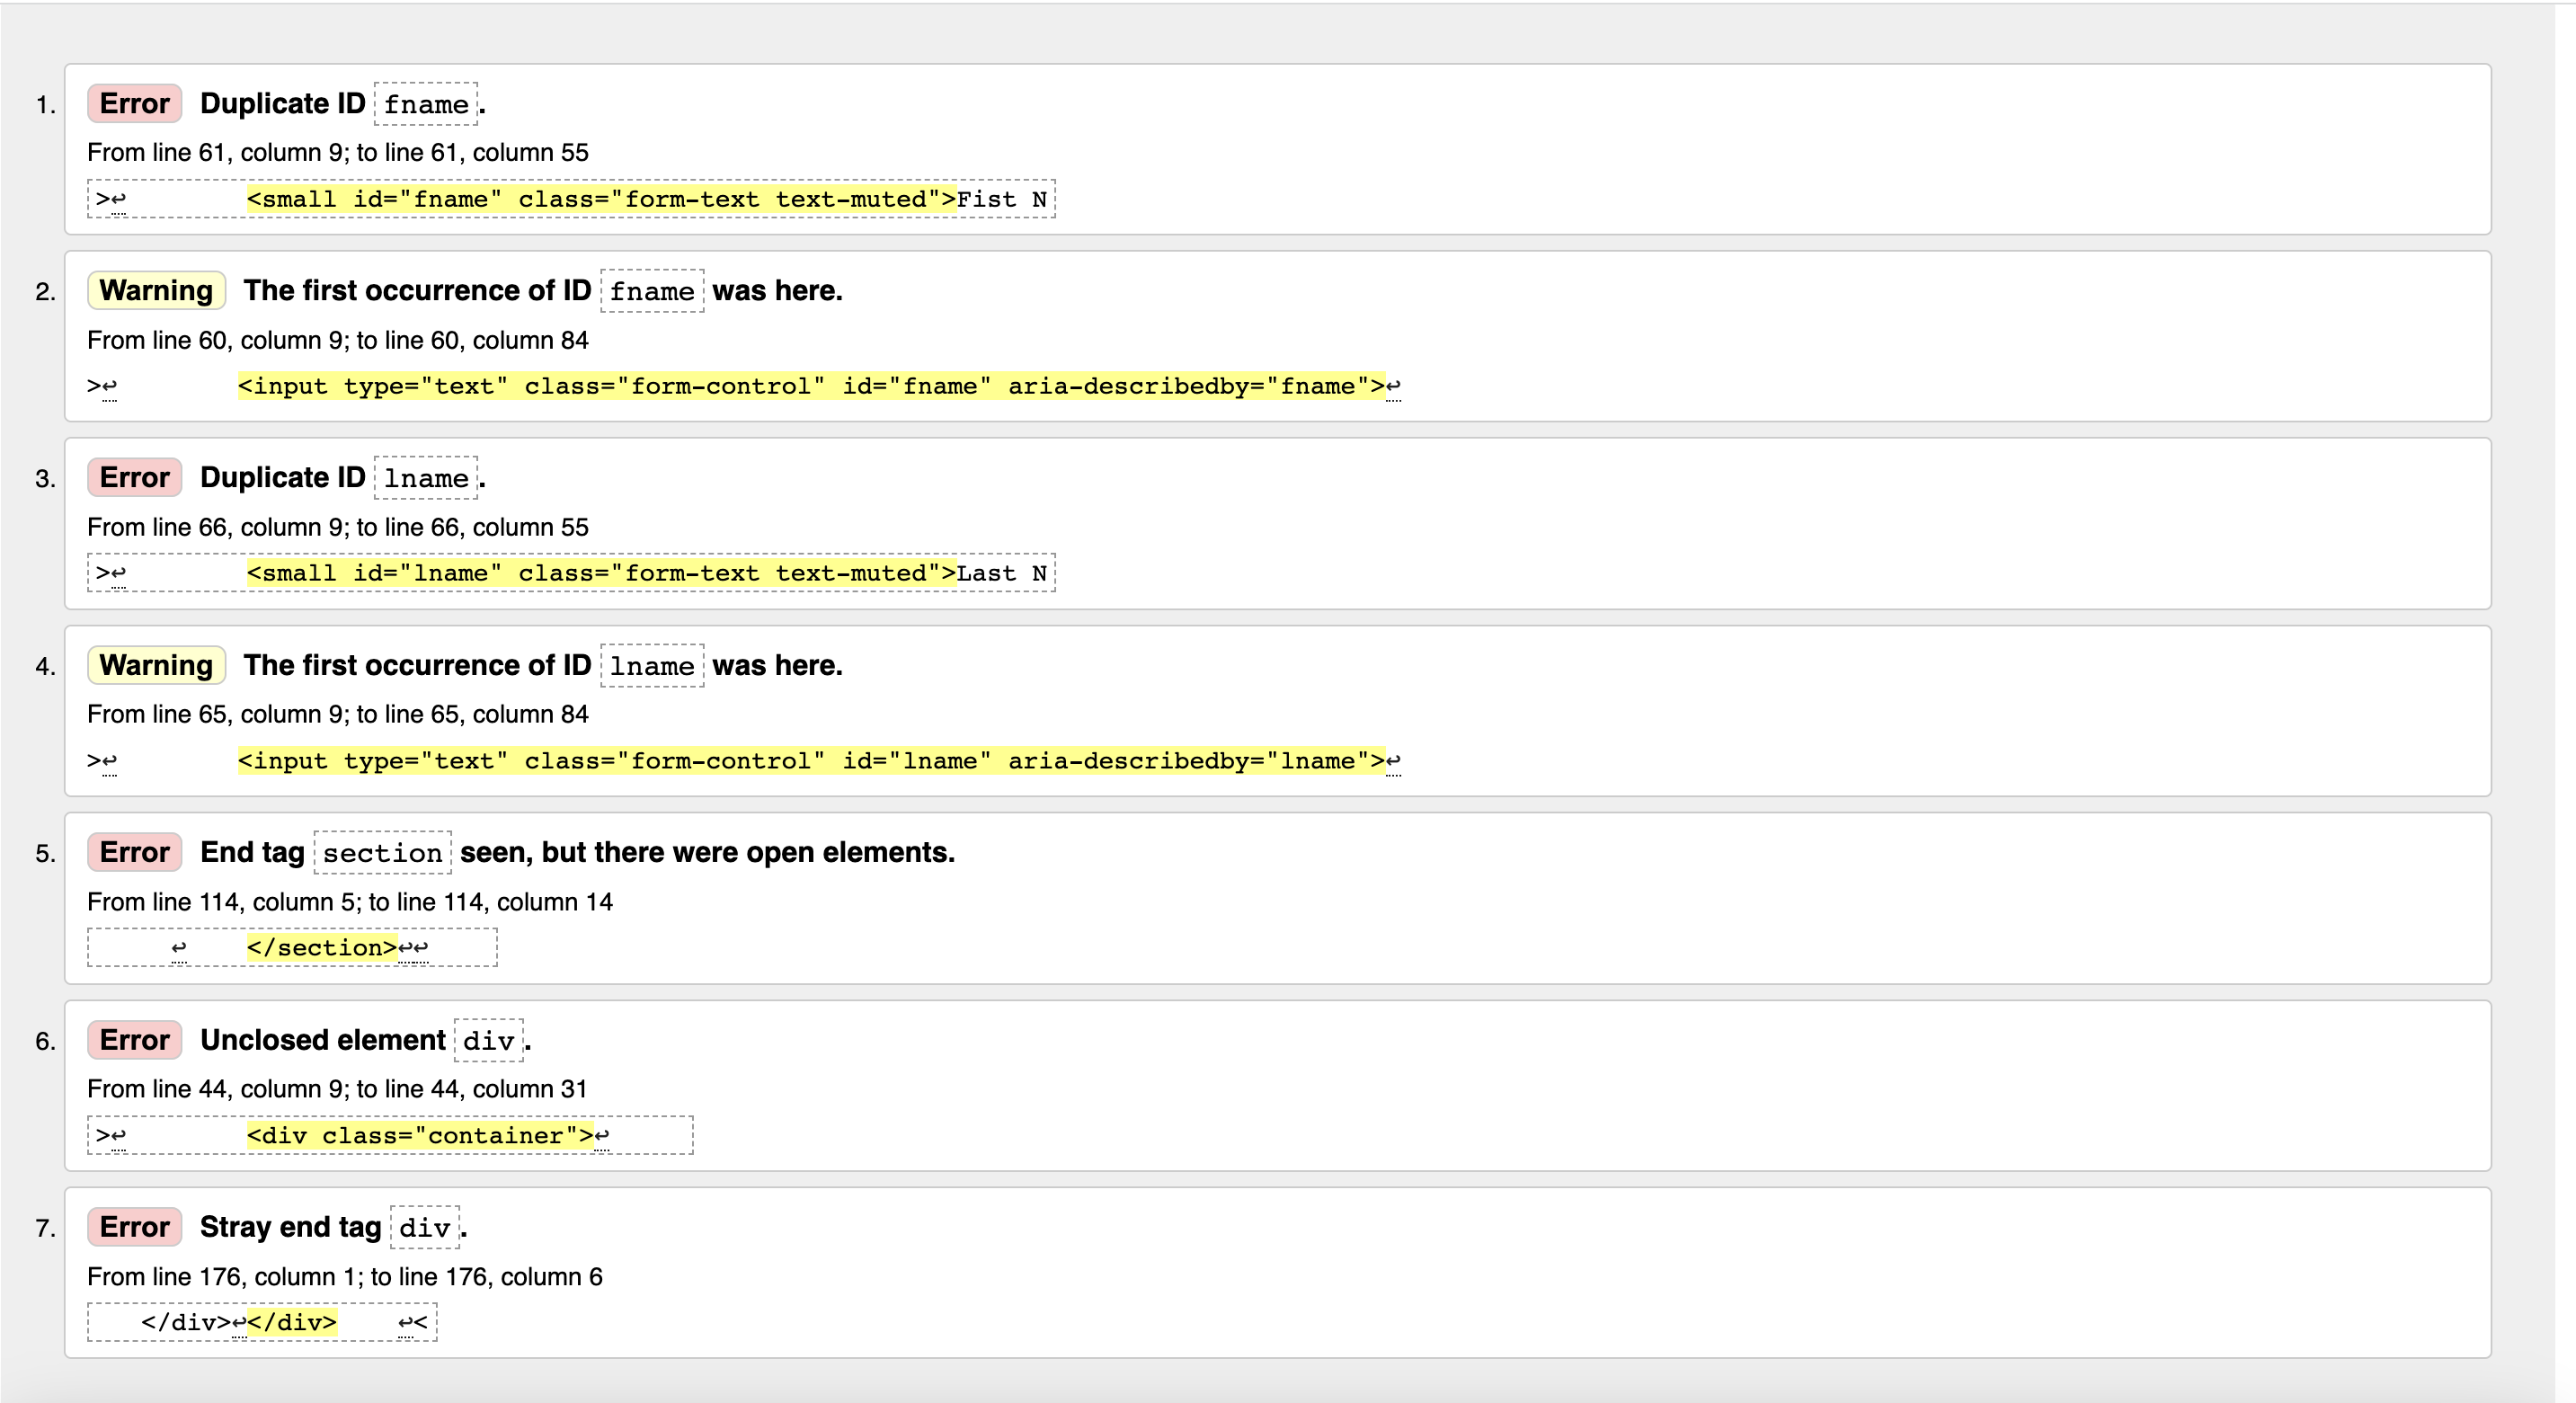 1. Error Duplicate ID fname.
From line 61, column 9; to line 61, column 55
>↩ <small id="fname" class="form-text text-muted">Fist N
2. Warning The first occurrence of ID fname was here.
From line 60, column 9; to line 60, column 84
>↩ <input type="text" class="form-control" id="fname" aria-describedby="fname">↩
3. Error Duplicate ID lname.
From line 66, column 9; to line 66, column 55
>↩ <small id="lname" class="form-text text-muted">Last N
4. Warning The first occurrence of ID lname was here.
From line 65, column 9; to line 65, column 84
>↩ <input type="text" class="form-control" id="lname" aria-describedby="lname">↩
5. Error End tag section seen, but there were open elements.
From line 114, column 5; to line 114, column 14
↩ </section>↩↩
6. Error Unclosed element div.
From line 44, column 9; to line 44, column 31
>↩ <div class="container">↩
7. Error Stray end tag div.
From line 176, column 1; to line 176, column 6
</div>↩</div> ↩<